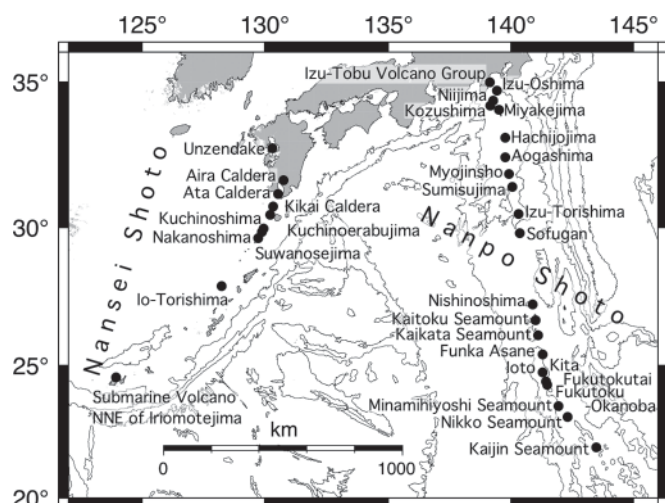 125° 130° 135° 140° 145°
35°
30°
25°
20°
Izu-Tobu Volcano Group
Izu-Oshima
Niijima
Kozushima
Miyakejima
Unzendake
Hachijojima
Aogashima
Aira Caldera
Ata Caldera
Myojinsho
Sumisujima
Kikai Caldera
Kuchinoshima
Izu-Torishima
Nakanoshima
Kuchinoerabujima
Sofugan
Suwanosejima
Nansei Shoto
Nanpo Shoto
Io-Torishima
Nishinoshima
Kaitoku Seamount
Kaikata Seamount
Funka Asane
Ioto
Kita
Fukutokutai
Fukutoku
Okanoba
Submarine Volcano
NNE of Iriomotejima
Minamihiyoshi Seamount
Nikko Seamount
Kaijin Seamount
km
0 1000